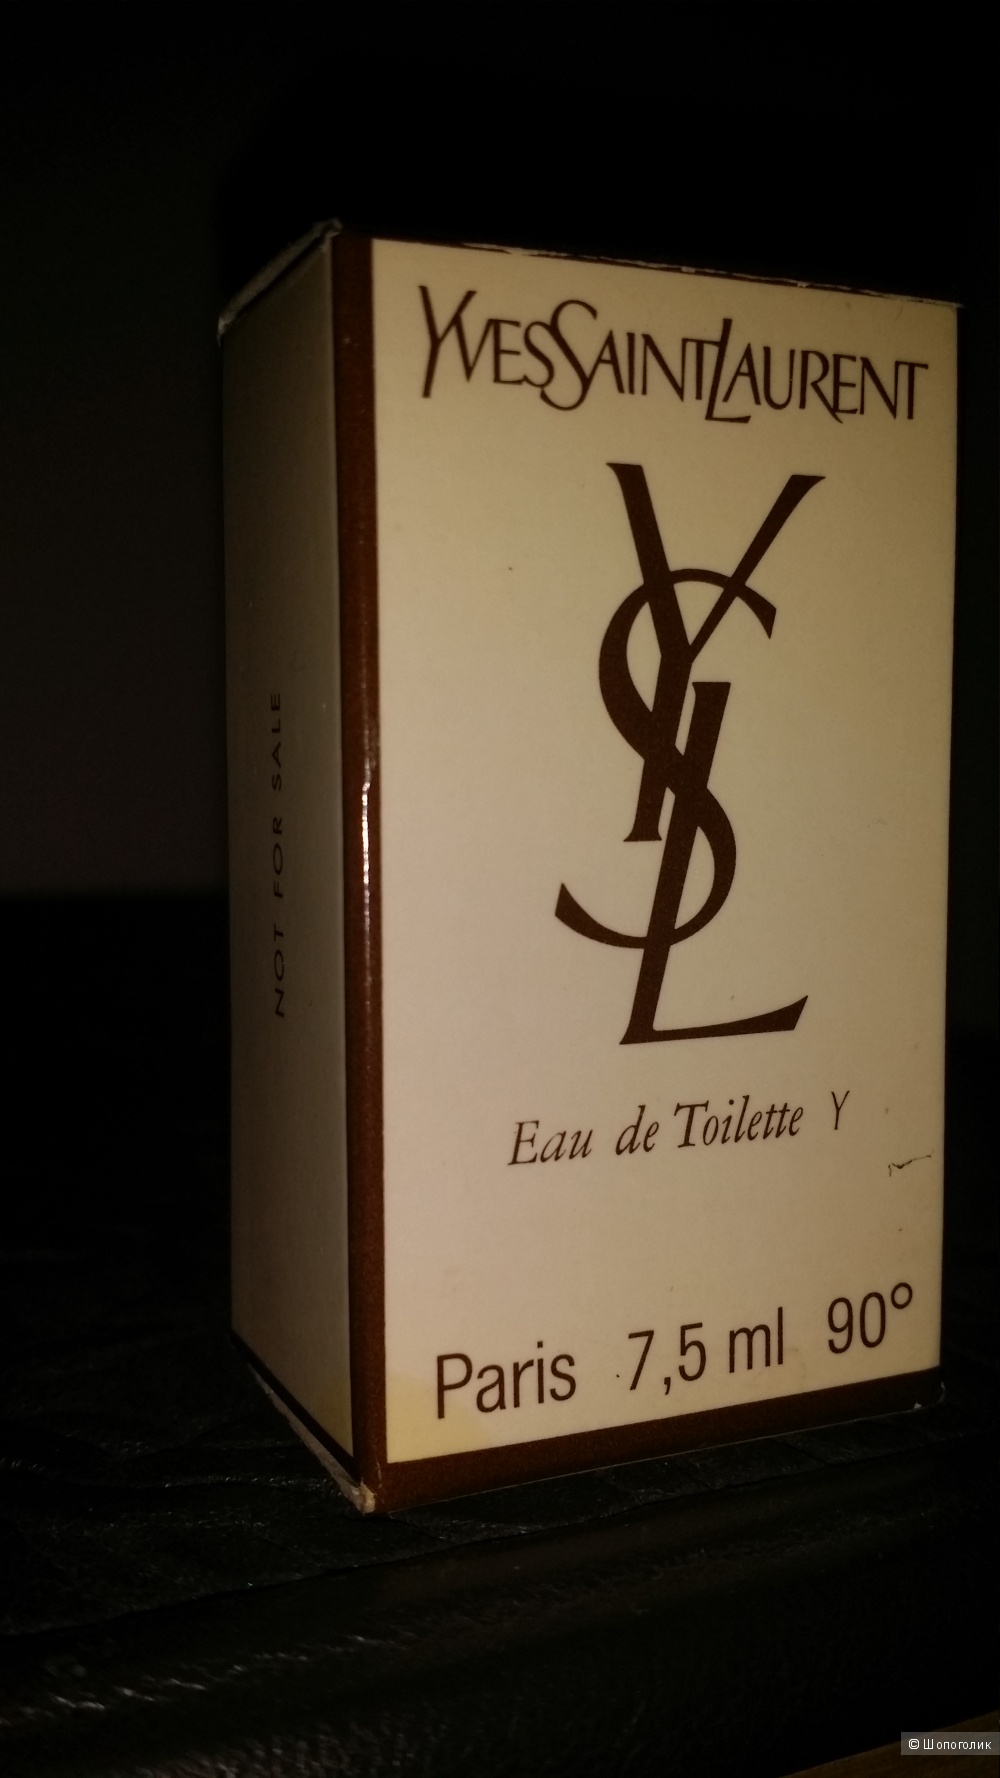 YVESSAINTLAURENT
YSL
Eau de Toilette Y
Paris 7,5 ml 90°
NOT FOR SALE
© Шопоголик